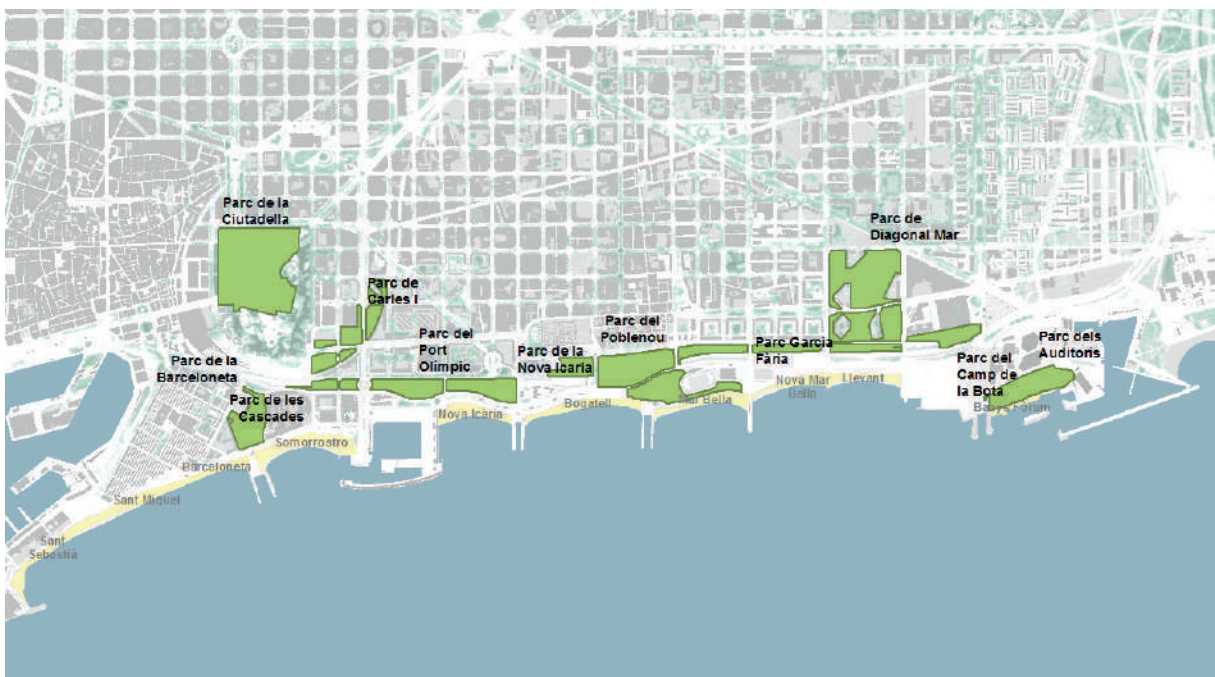 Parc de la
Ciutadella
Parc de
Diagonal Mar
Parc de
Carles I
Parc del
Poblenou
Parc del
Port
Olímpic
Parc de la
Nova Icaria
Parc Garcia
Fària
Parc dels
Auditoris
Parc de la
Barceloneta
Parc del
Camp de
la Bota
Parc de les
Cascades
Nova Mar
Bella
Llevant
Mar Bella
Bogatell
Nova Icària
Banys Fòrum
Somorrostro
Barceloneta
Sant Miquel
Sant
Sebastià